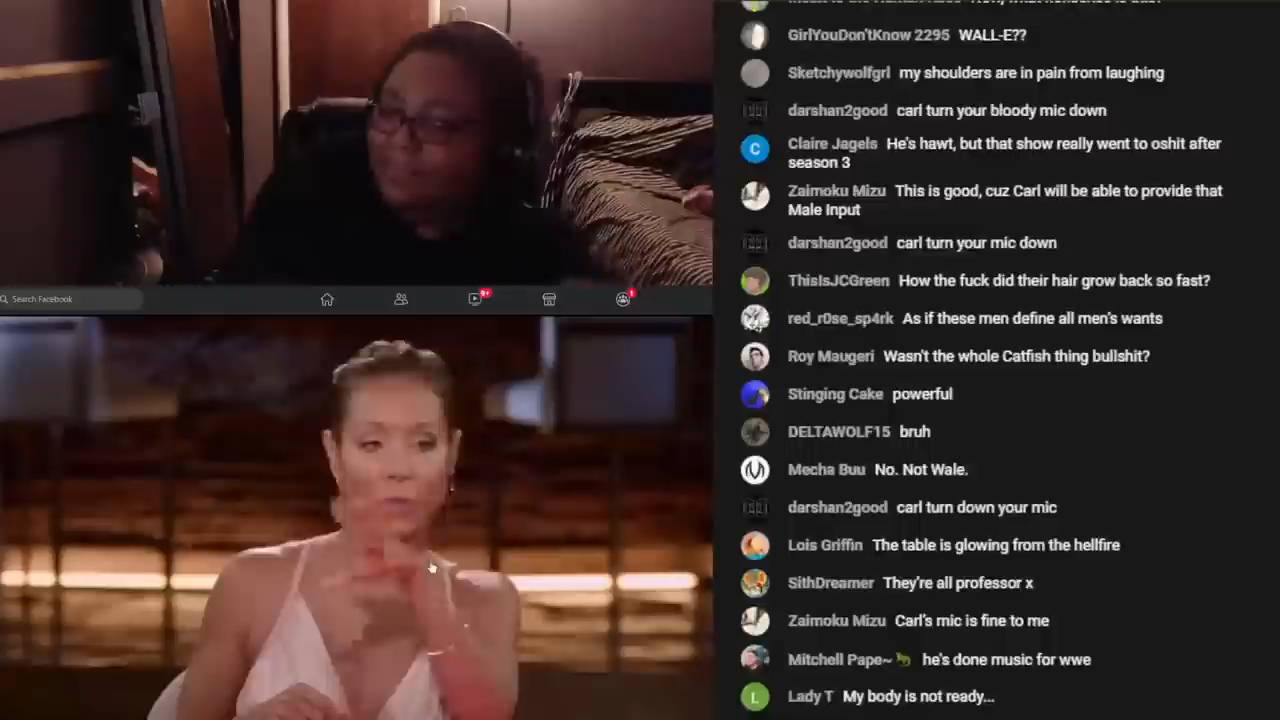 GirlYouDon'tKnow 2295 WALL-E??
Sketchywolfgrl my shoulders are in pain from laughing
darshan2good carl turn your bloody mic down
C
Claire Jagels He's hawt, but that show really went to oshit after
season 3
Zaimoku Mizu This is good, cuz Carl will be able to provide that
Male Input
darshan2good carl turn your mic down
ThisIsJCGreen How the fuck did their hair grow back so fast?
Search Facebook
9+
1
red_r0se_sp4rk As if these men define all men's wants
Roy Maugeri Wasn't the whole Catfish thing bullshit?
Stinging Cake powerful
DELTAWOLF15 bruh
Mecha Buu No. Not Wale.
darshan2good carl turn down your mic
Lois Griffin The table is glowing from the hellfire
SithDreamer They're all professor x
Zaimoku Mizu Carl's mic is fine to me
Mitchell Pape~ he's done music for wwe
L
Lady T My body is not ready...